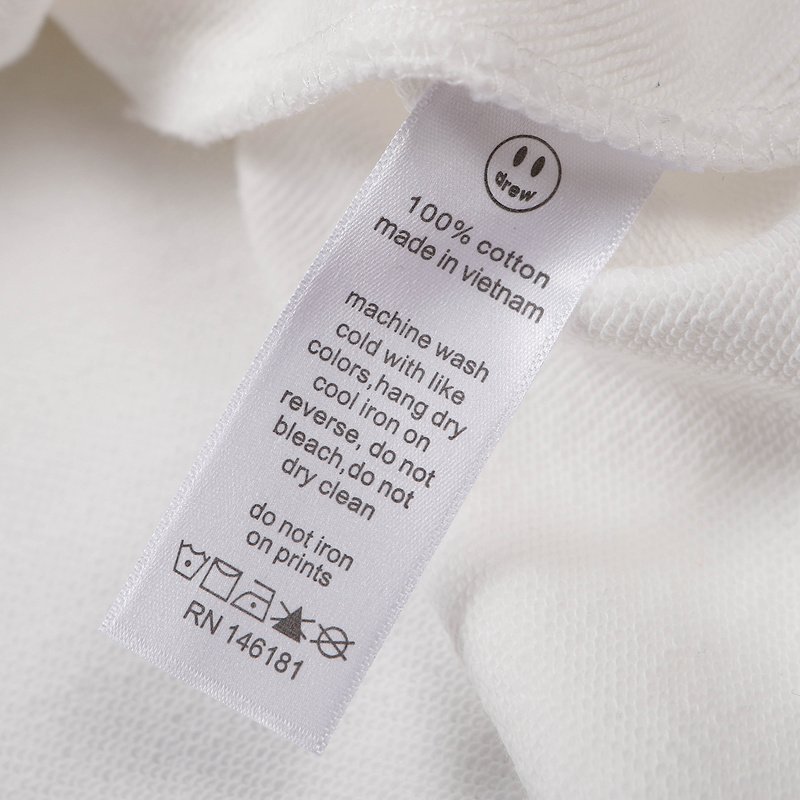 drew
100% cotton
made in vietnam
machine wash
cold with like
colors,hang dry
cool iron on
reverse, do not
bleach,do not
dry clean
do not iron
on prints
RN 146181